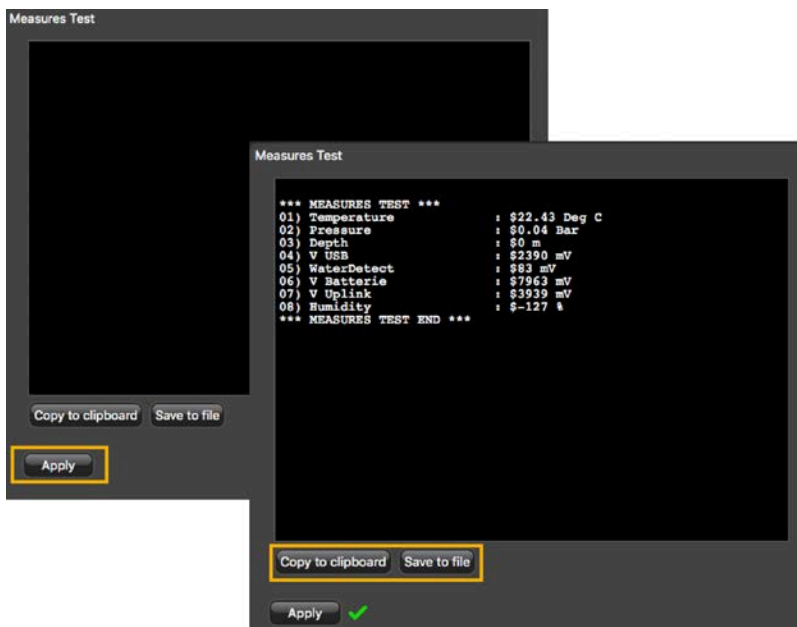 Measures Test
Copy to clipboard Save to file
Apply
Measures Test
*** MEASURES TEST ***
01) Temperature : $22.43 Deg C
02) Pressure : $0.04 Bar
03) Depth : $0 m
04) V USB : $2390 mV
05) WaterDetect : $83 mV
06) V Batterie : $7963 mV
07) V Uplink : $3939 mV
08) Humidity : $-127 %
*** MEASURES TEST END ***
Copy to clipboard Save to file
Apply